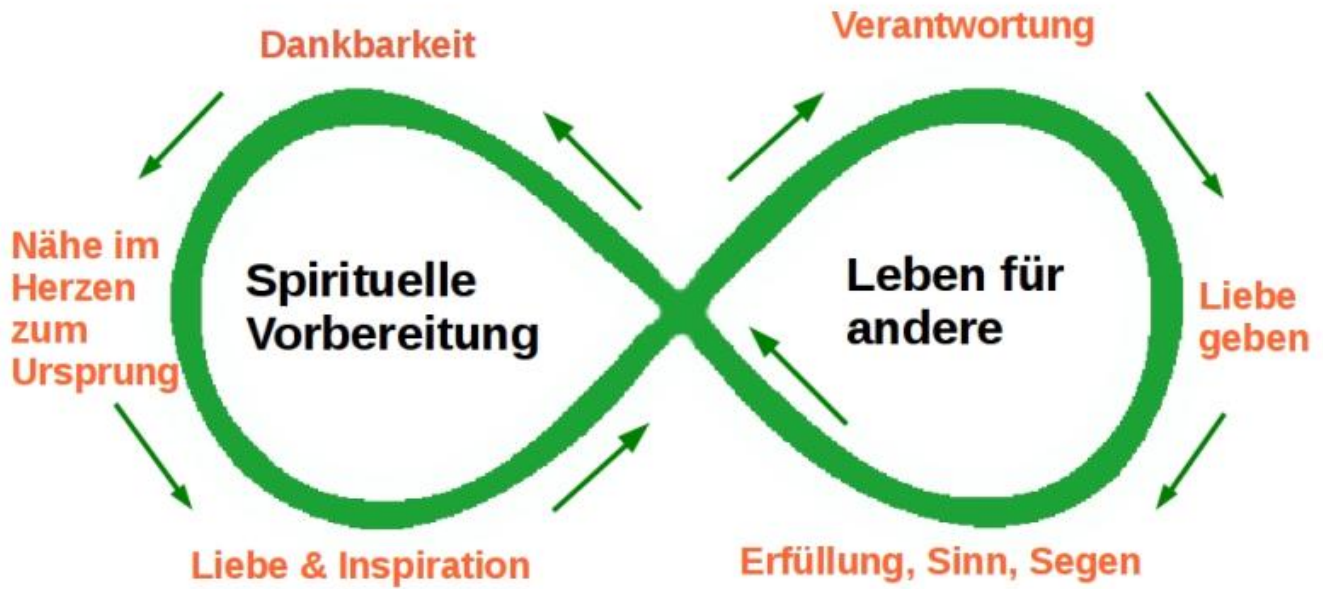 Dankbarkeit
Verantwortung
Nähe im
Herzen
zum
Ursprung
Spirituelle
Vorbereitung
Leben für
andere
Liebe
geben
Liebe & Inspiration
Erfüllung, Sinn, Segen